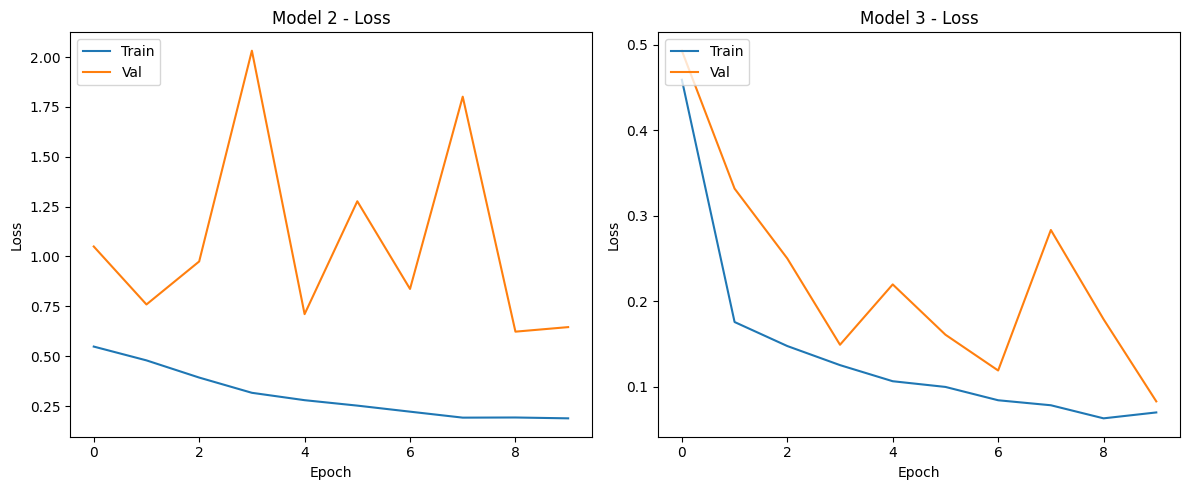 Model 2 - Loss
Train
Val
2.00
1.75
1.50
1.25
1.00
0.75
0.50
0.25
Loss
0 2 4 6 8
Epoch
Model 3 - Loss
Train
Val
0.5
0.4
0.3
0.2
0.1
Loss
0 2 4 6 8
Epoch